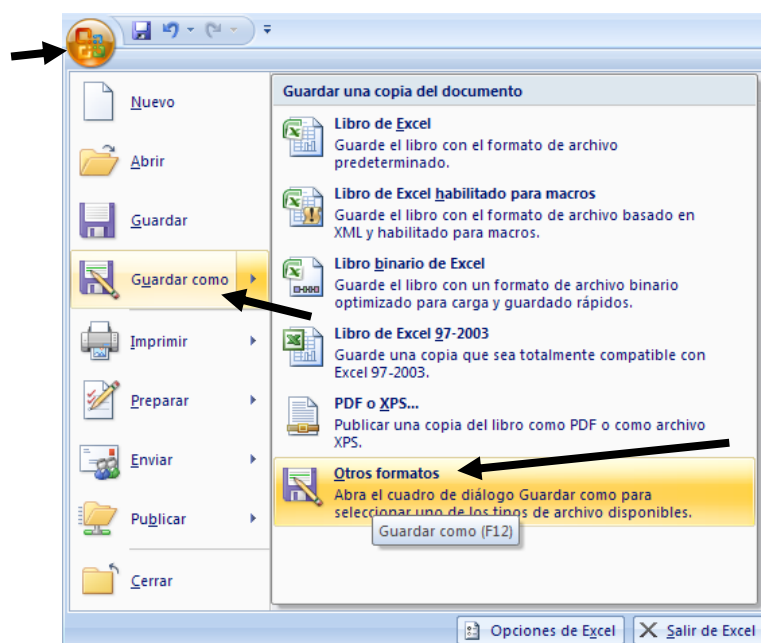 Nuevo
Abrir
Guardar
Guardar como
Imprimir
Preparar
Enviar
Publicar
Cerrar
Guardar una copia del documento
Libro de Excel
Guarde el libro con el formato de archivo
predeterminado.
Libro de Excel habilitado para macros
Guarde el libro con el formato de archivo basado en
XML y habilitado para macros.
Libro binario de Excel
Guarde el libro con un formato de archivo binario
optimizado para carga y guardado rápidos.
Libro de Excel 97-2003
Guarde una copia que sea totalmente compatible con
Excel 97-2003.
PDF o XPS...
Publicar una copia del libro como PDF o como archivo
XPS.
Otros formatos
Abra el cuadro de diálogo Guardar como para
seleccionar uno de los tipos de archivo disponibles.
Guardar como (F12)
Opciones de Excel
Salir de Excel